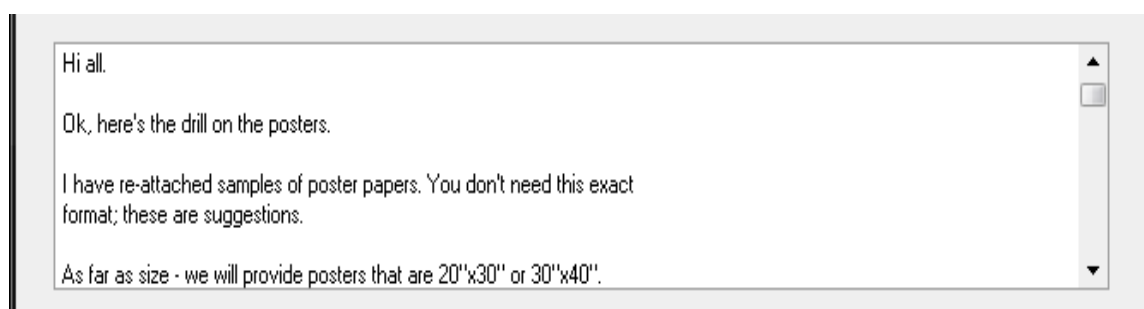 Hi all.
Ok, here's the drill on the posters.
I have re-attached samples of poster papers. You don't need this exact
format; these are suggestions.
As far as size - we will provide posters that are 20"x30" or 30"x40".